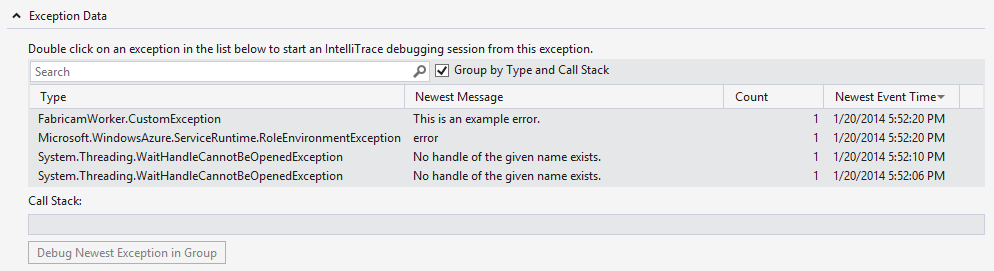 Exception Data
Double click on an exception in the list below to start an IntelliTrace debugging session from this exception.
Search Group by Type and Call Stack
Type Newest Message Count Newest Event Time
FabricamWorker.CustomException This is an example error. 1 1/20/2014 5:52:20 PM
Microsoft.WindowsAzure.ServiceRuntime.RoleEnvironmentException error 1 1/20/2014 5:52:20 PM
System.Threading.WaitHandleCannotBeOpenedException No handle of the given name exists. 1 1/20/2014 5:52:10 PM
System.Threading.WaitHandleCannotBeOpenedException No handle of the given name exists. 1 1/20/2014 5:52:06 PM
Call Stack:
Debug Newest Exception in Group